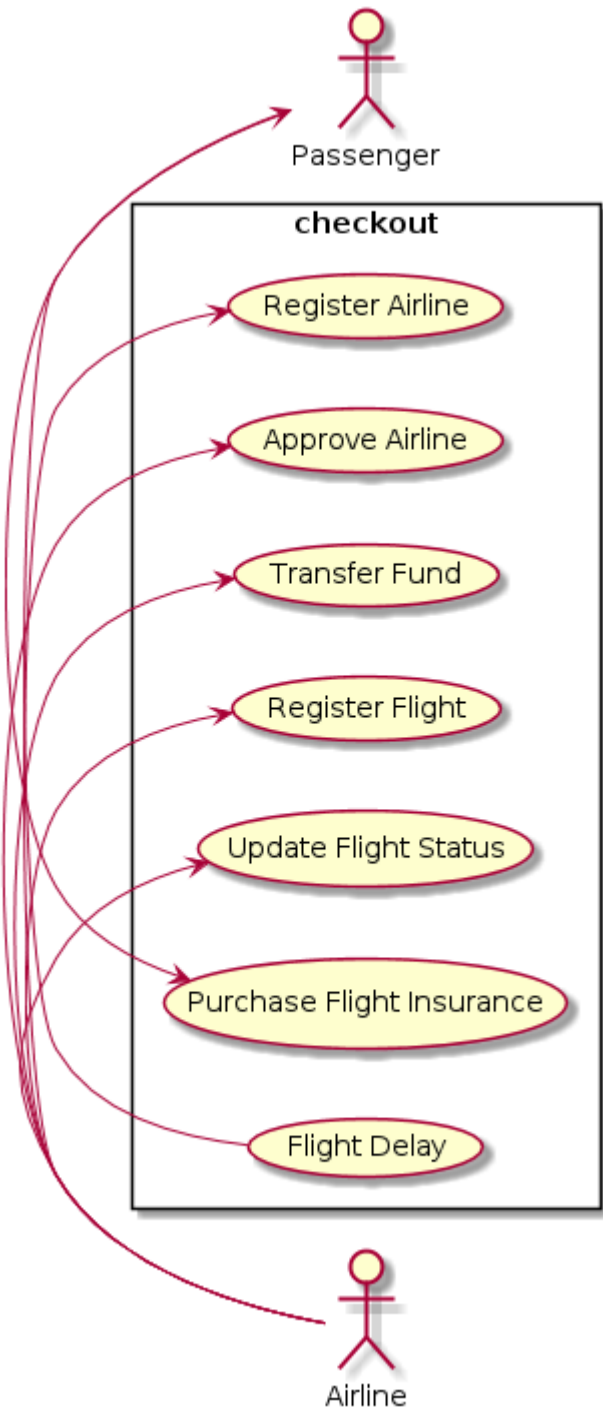 Passenger
checkout
Register Airline
Approve Airline
Transfer Fund
Register Flight
Update Flight Status
Purchase Flight Insurance
Flight Delay
Airline